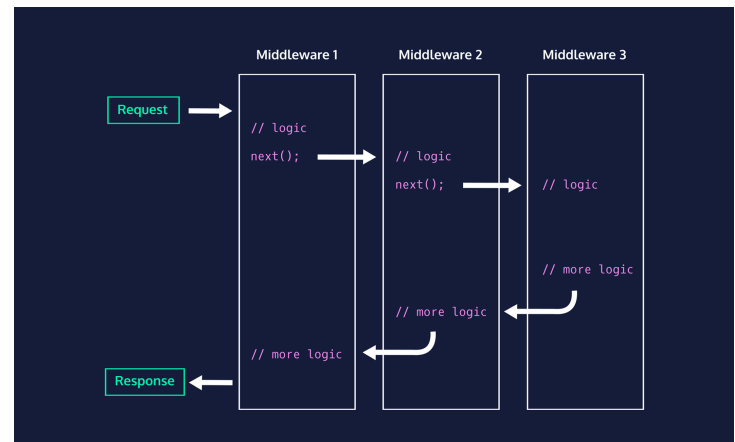 Middleware 1
Middleware 2
Middleware 3
Request
// logic
next();
// logic
next();
// logic
// more logic
// more logic
// more logic
Response